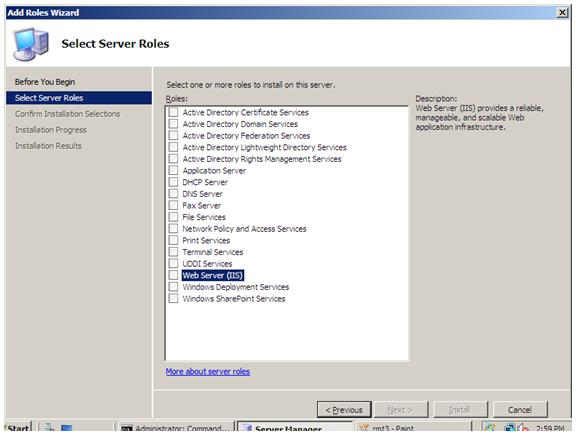 Add Roles Wizard
Select Server Roles
Before You Begin
Select Server Roles
Confirm Installation Selections
Installation Progress
Installation Results
Select one or more roles to install on this server.
Roles:
Active Directory Certificate Services
Active Directory Domain Services
Active Directory Federation Services
Active Directory Lightweight Directory Services
Active Directory Rights Management Services
Application Server
DHCP Server
DNS Server
Fax Server
File Services
Network Policy and Access Services
Print Services
Terminal Services
UDDI Services
Web Server (IIS)
Windows Deployment Services
Windows SharePoint Services
More about server roles
Description:
Web Server (IIS) provides a reliable,
manageable, and scalable Web
application infrastructure.
< Previous
Next >
Install
Cancel
Start
Administrator: Command...
Server Manager
rmt3 - Paint
2:59 PM